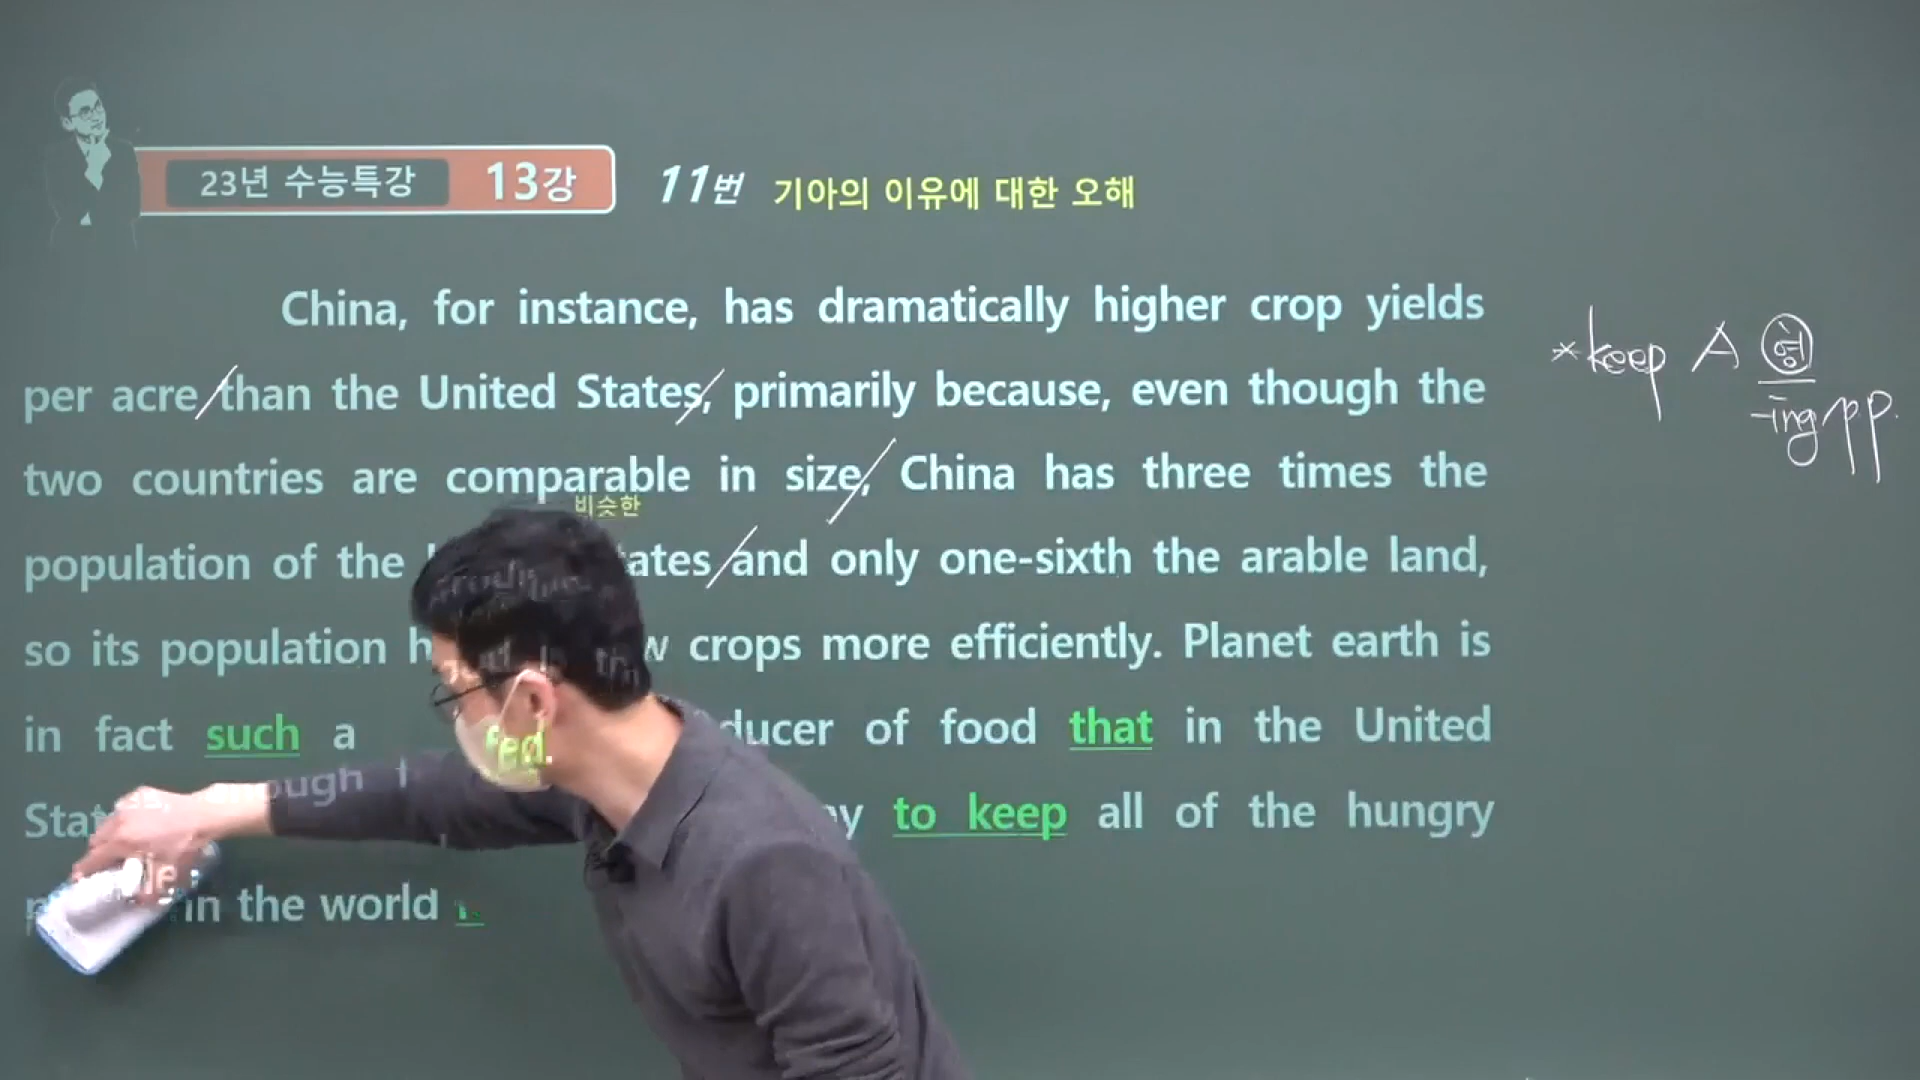 23년 수능특강 13강 11번 기아의 이유에 대한 오해
China, for instance, has dramatically higher crop yields
per acre than the United States, primarily because, even though the
two countries are comparable in size, China has three times the
비슷한
population of the ates and only one-sixth the arable land,
so its population h w crops more efficiently. Planet earth is
in fact such a ducer of food that in the United
Sta ough to keep all of the hungry
in the world
fed.
*keep A 형
-ing pp.